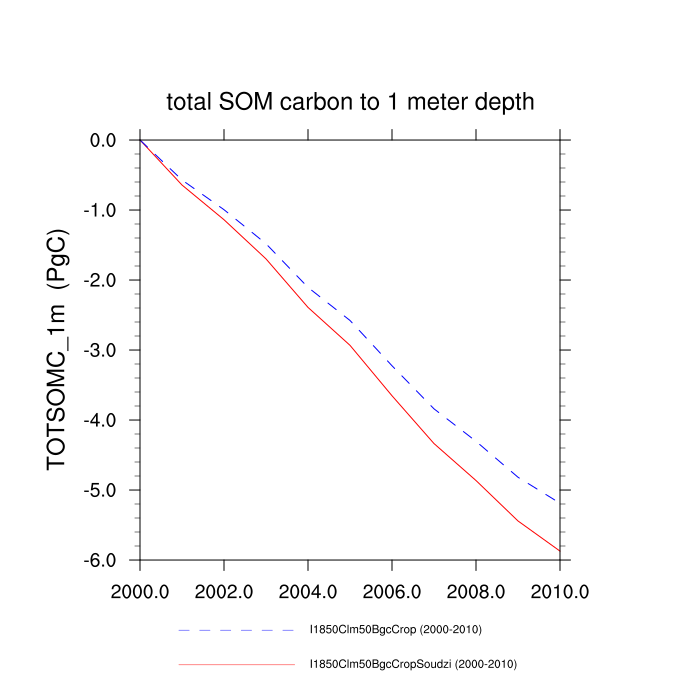 total SOM carbon to 1 meter depth
TOTSOMC_1m (PgC)
0.0
-1.0
-2.0
-3.0
-4.0
-5.0
-6.0
2000.0 2002.0 2004.0 2006.0 2008.0 2010.0
I1850Clm50BgcCrop (2000-2010)
I1850Clm50BgcCropSoudzi (2000-2010)